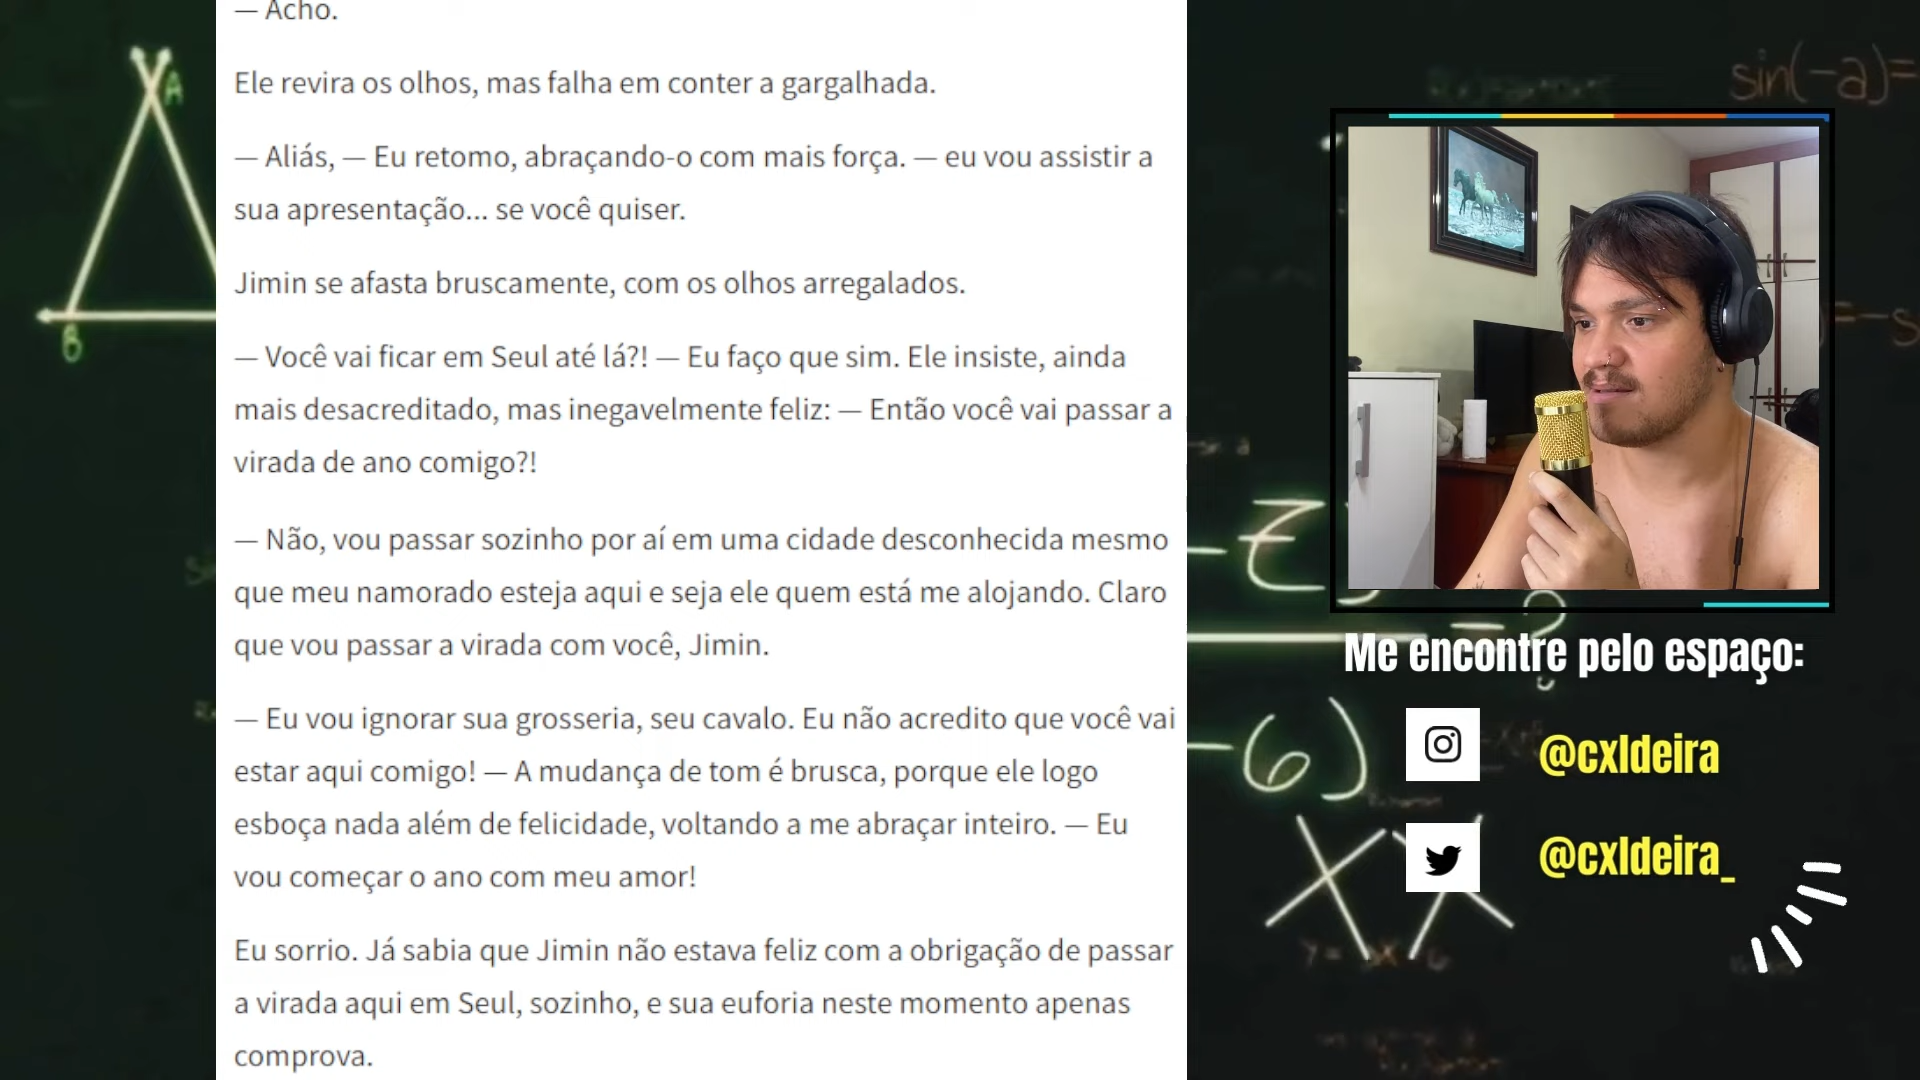 — Acho.
Ele revira os olhos, mas falha em conter a gargalhada.
— Aliás, — Eu retomo, abraçando-o com mais força. — eu vou assistir a
sua apresentação... se você quiser.
Jimin se afasta bruscamente, com os olhos arregalados.
— Você vai ficar em Seul até lá?! — Eu faço que sim. Ele insiste, ainda
mais desacreditado, mas inegavelmente feliz: — Então você vai passar a
virada de ano comigo?!
— Não, vou passar sozinho por aí em uma cidade desconhecida mesmo
que meu namorado esteja aqui e seja ele quem está me alojando. Claro
que vou passar a virada com você, Jimin.
— Eu vou ignorar sua grosseria, seu cavalo. Eu não acredito que você vai
estar aqui comigo! — A mudança de tom é brusca, porque ele logo
esboça nada além de felicidade, voltando a me abraçar inteiro. — Eu
vou começar o ano com meu amor!
Eu sorrio. Já sabia que Jimin não estava feliz com a obrigação de passar
a virada aqui em Seul, sozinho, e sua euforia neste momento apenas
comprova.
A
B
sin(-a)=
-6)
Me encontre pelo espaço:
@cxldeira
@cxldeira_